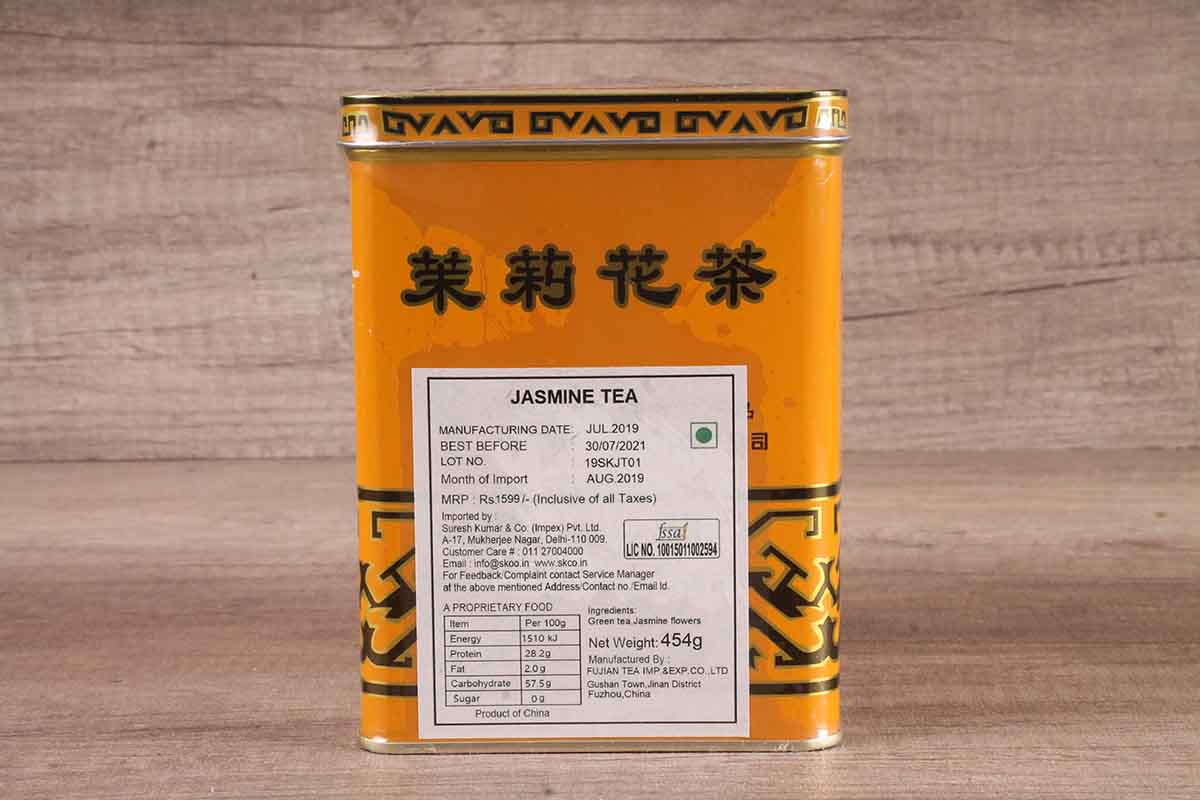 茉莉花茶
品
司
JASMINE TEA
MANUFACTURING DATE: JUL.2019
BEST BEFORE : 30/07/2021
LOT NO. : 19SKJT01
Month of Import : AUG.2019
MRP : Rs.1599/- (Inclusive of all Taxes)
Imported by :
Suresh Kumar & Co. (Impex) Pvt. Ltd.
A-17, Mukherjee Nagar, Delhi-110 009.
Customer Care # : 011 27004000
Email : info@skoo.in www.skco.in
For Feedback/Complaint contact Service Manager
at the above mentioned Address/Contact no./Email Id.
fssai
LIC NO. 10015011002594
A PROPRIETARY FOOD
Item Per 100g
Energy 1510 kJ
Protein 28.2g
Fat 2.0g
Carbohydrate 57.5g
Sugar 0g
Product of China
Ingredients:
Green tea,Jasmine flowers
Net Weight: 454g
Manufactured By :
FUJIAN TEA IMP.&EXP.CO.,LTD
Gushan Town,Jinan District
Fuzhou,China